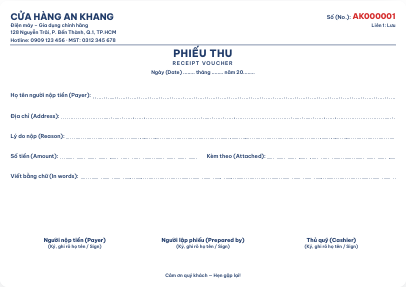 CỬA HÀNG AN KHANG
Số (No.): AK000001
Điện máy – Gia dụng chính hãng
Liên 1: Lưu
128 Nguyễn Trãi, P. Bến Thành, Q.1, TP.HCM
Hotline: 0909 123 456 · MST: 0312 345 678
PHIẾU THU
RECEIPT VOUCHER
Ngày (Date) ........ tháng ........ năm 20........
Họ tên người nộp tiền (Payer):
Địa chỉ (Address):
Lý do nộp (Reason):
Số tiền (Amount): Kèm theo (Attached):
Viết bằng chữ (In words):
Người nộp tiền (Payer) Người lập phiếu (Prepared by) Thủ quỹ (Cashier)
(Ký, ghi rõ họ tên / Sign) (Ký, ghi rõ họ tên / Sign) (Ký, ghi rõ họ tên / Sign)
Cảm ơn quý khách — Hẹn gặp lại!